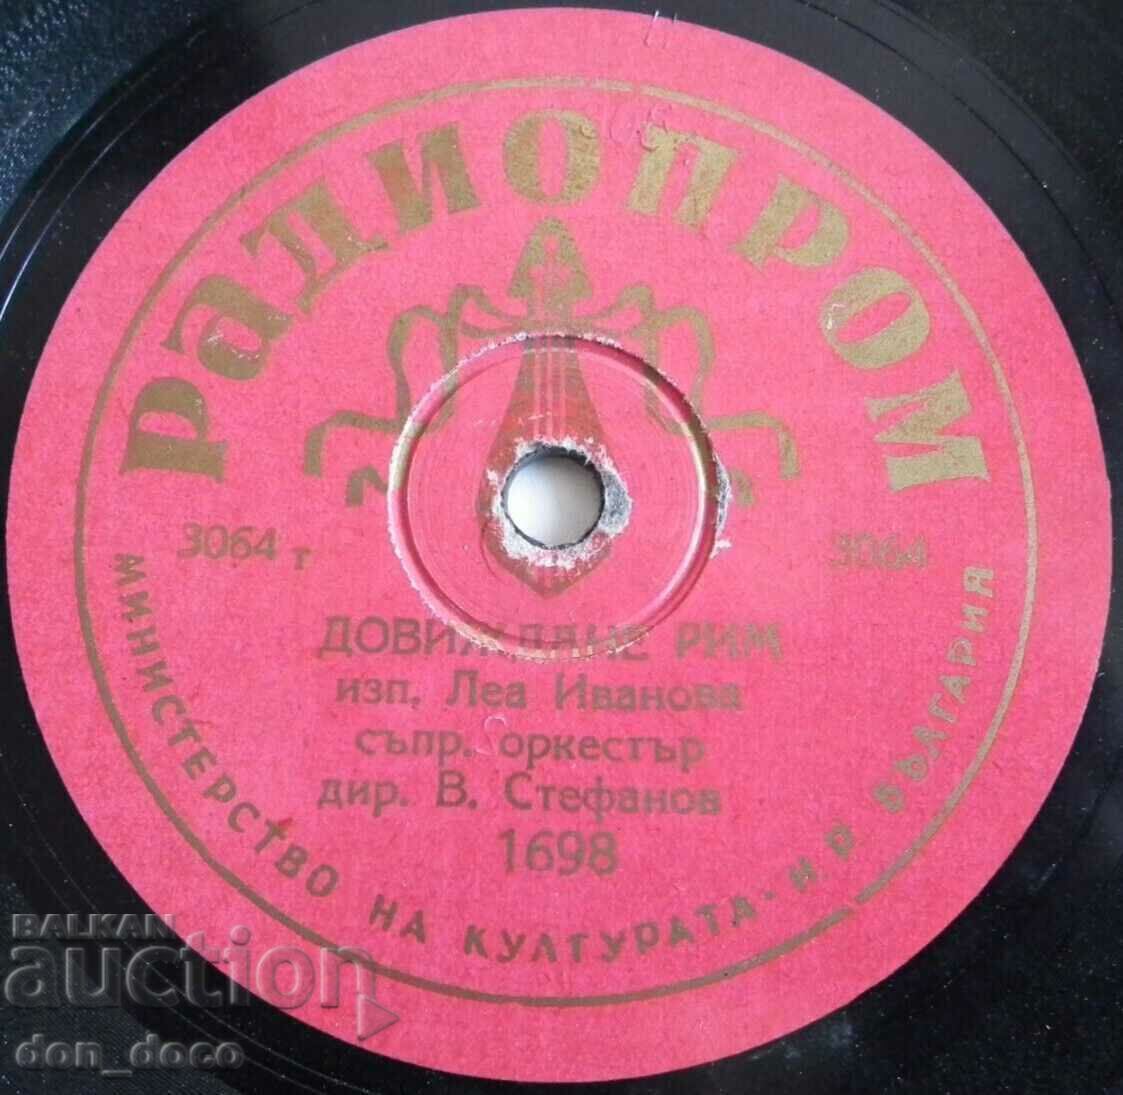 РАДИОПРОМ
3064 т
3064
ДОВИЖДАНЕ РИМ
изп. Леа Иванова
съпр. оркестър
дир. В. Стефанов
1698
МИНИСТЕРСТВО НА КУЛТУРАТА - Н.Р. БЪЛГАРИЯ
BALKAN
auction
don_doco